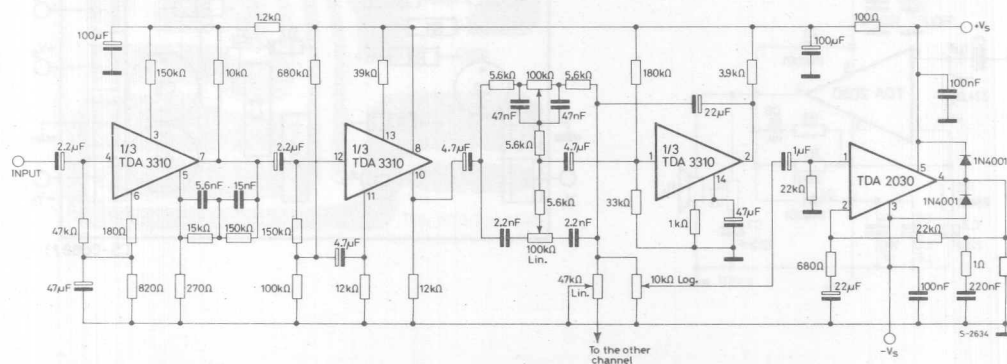 100µF
1.2kΩ
150kΩ
10kΩ
680kΩ
39kΩ
5.6kΩ
100kΩ
5.6kΩ
47nF
47nF
180kΩ
3.9kΩ
100Ω
100µF
+Vs
100nF
2.2µF
INPUT
4
3
1/3
TDA 3310
7
5
6
2.2µF
12
13
1/3
TDA 3310
8
10
11
4.7µF
5.6kΩ
4.7µF
22µF
1
1/3
TDA 3310
2
14
1µF
22kΩ
1
TDA 2030
5
4
3
2
1N4001
1N4001
5.6nF
15nF
15kΩ
150kΩ
47kΩ
180Ω
47µF
820Ω
270Ω
150kΩ
4.7µF
100kΩ
12kΩ
12kΩ
5.6kΩ
2.2nF
2.2nF
100kΩ
Lin.
33kΩ
1kΩ
47µF
47kΩ
Lin.
10kΩ Log.
22kΩ
680Ω
22µF
100nF
1Ω
220nF
-Vs
S-2634
To the other
channel